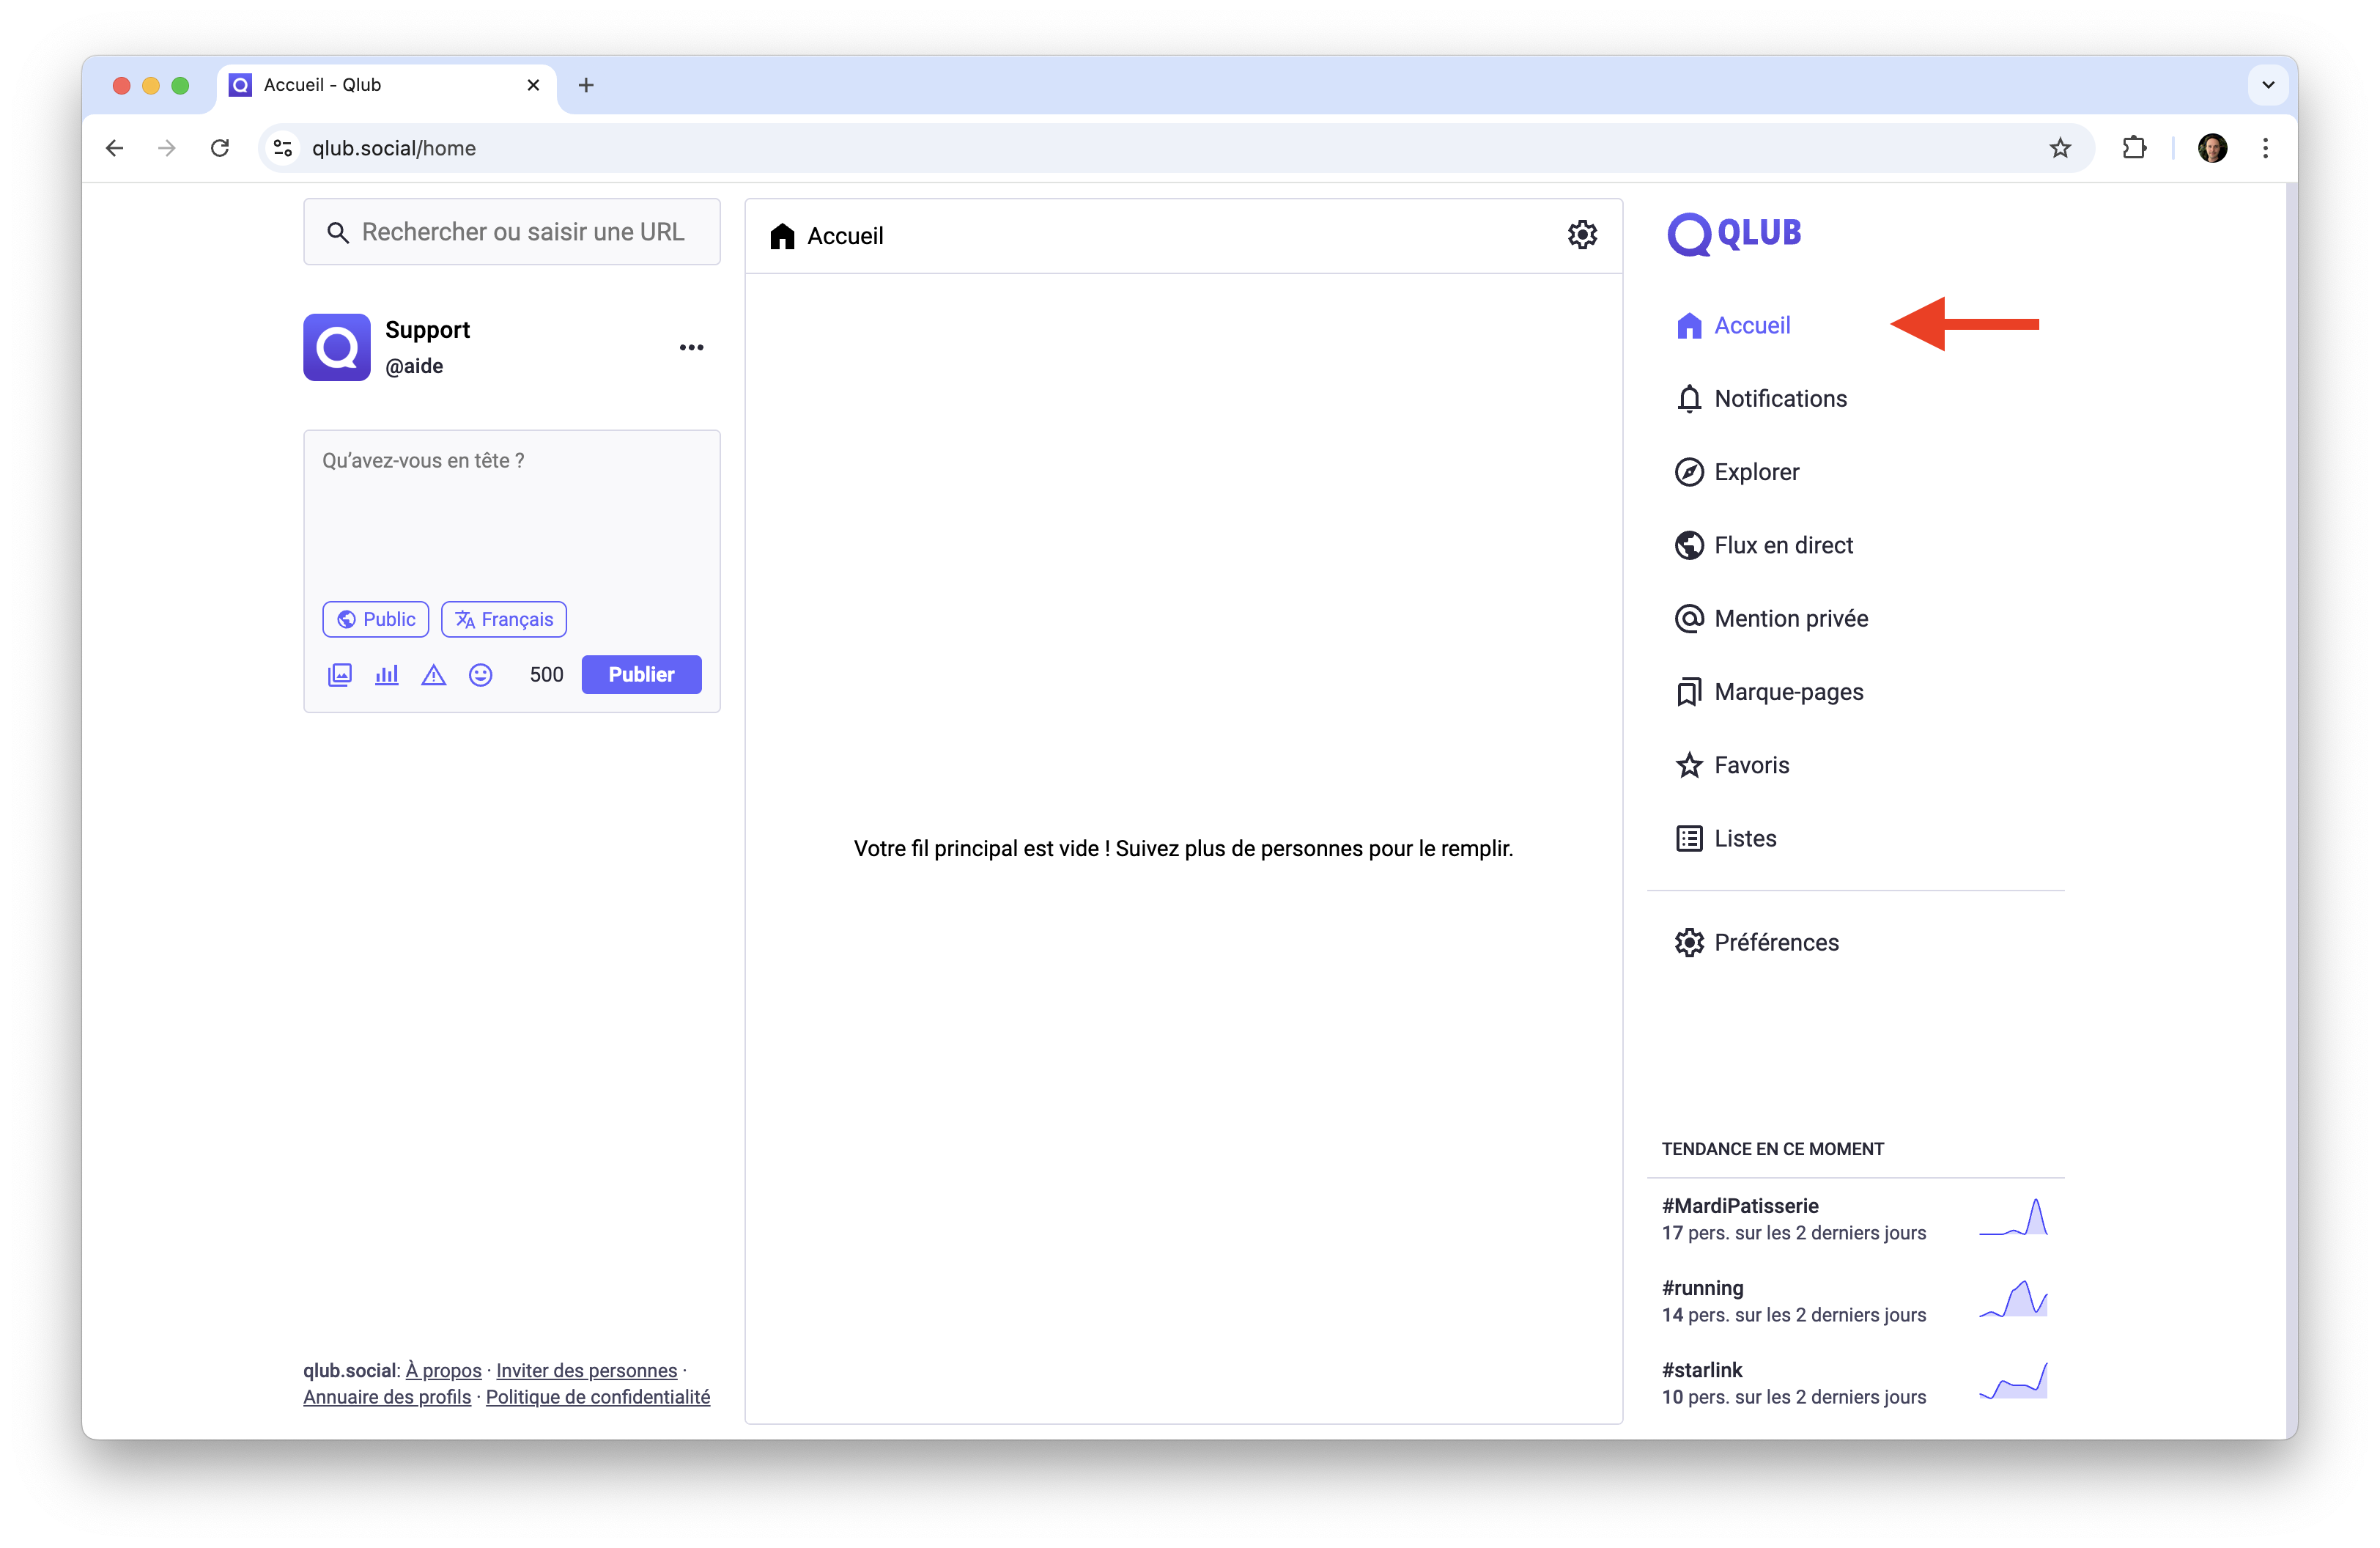 Accueil - Qlub
qlub.social/home
Rechercher ou saisir une URL
Support
@aide
Qu’avez-vous en tête ?
Public
Français
500
Publier
qlub.social: À propos · Inviter des personnes ·
Annuaire des profils · Politique de confidentialité
Accueil
Votre fil principal est vide ! Suivez plus de personnes pour le remplir.
QLUB
Accueil
Notifications
Explorer
Flux en direct
Mention privée
Marque-pages
Favoris
Listes
Préférences
TENDANCE EN CE MOMENT
#MardiPatisserie
17 pers. sur les 2 derniers jours
#running
14 pers. sur les 2 derniers jours
#starlink
10 pers. sur les 2 derniers jours